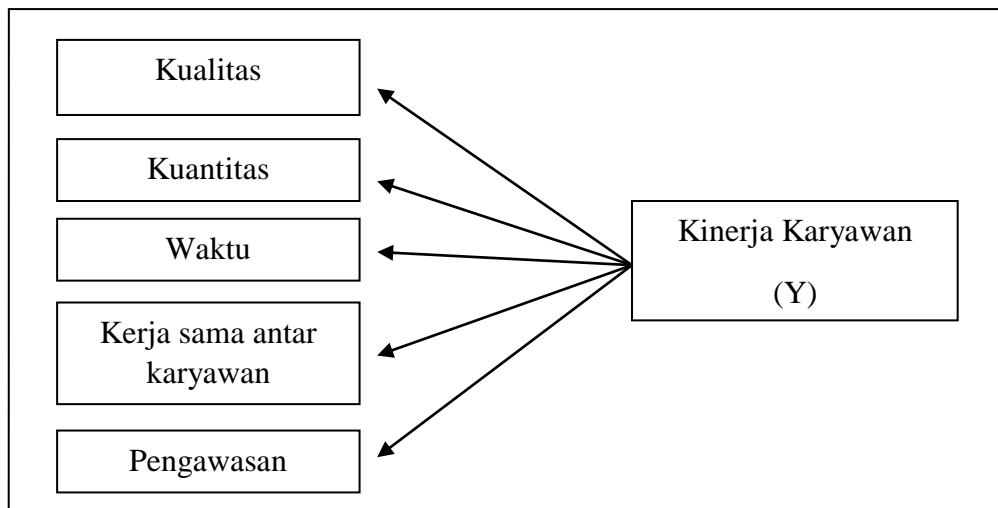 Kualitas
Kuantitas
Waktu
Kerja sama antar
karyawan
Pengawasan
Kinerja Karyawan
(Y)